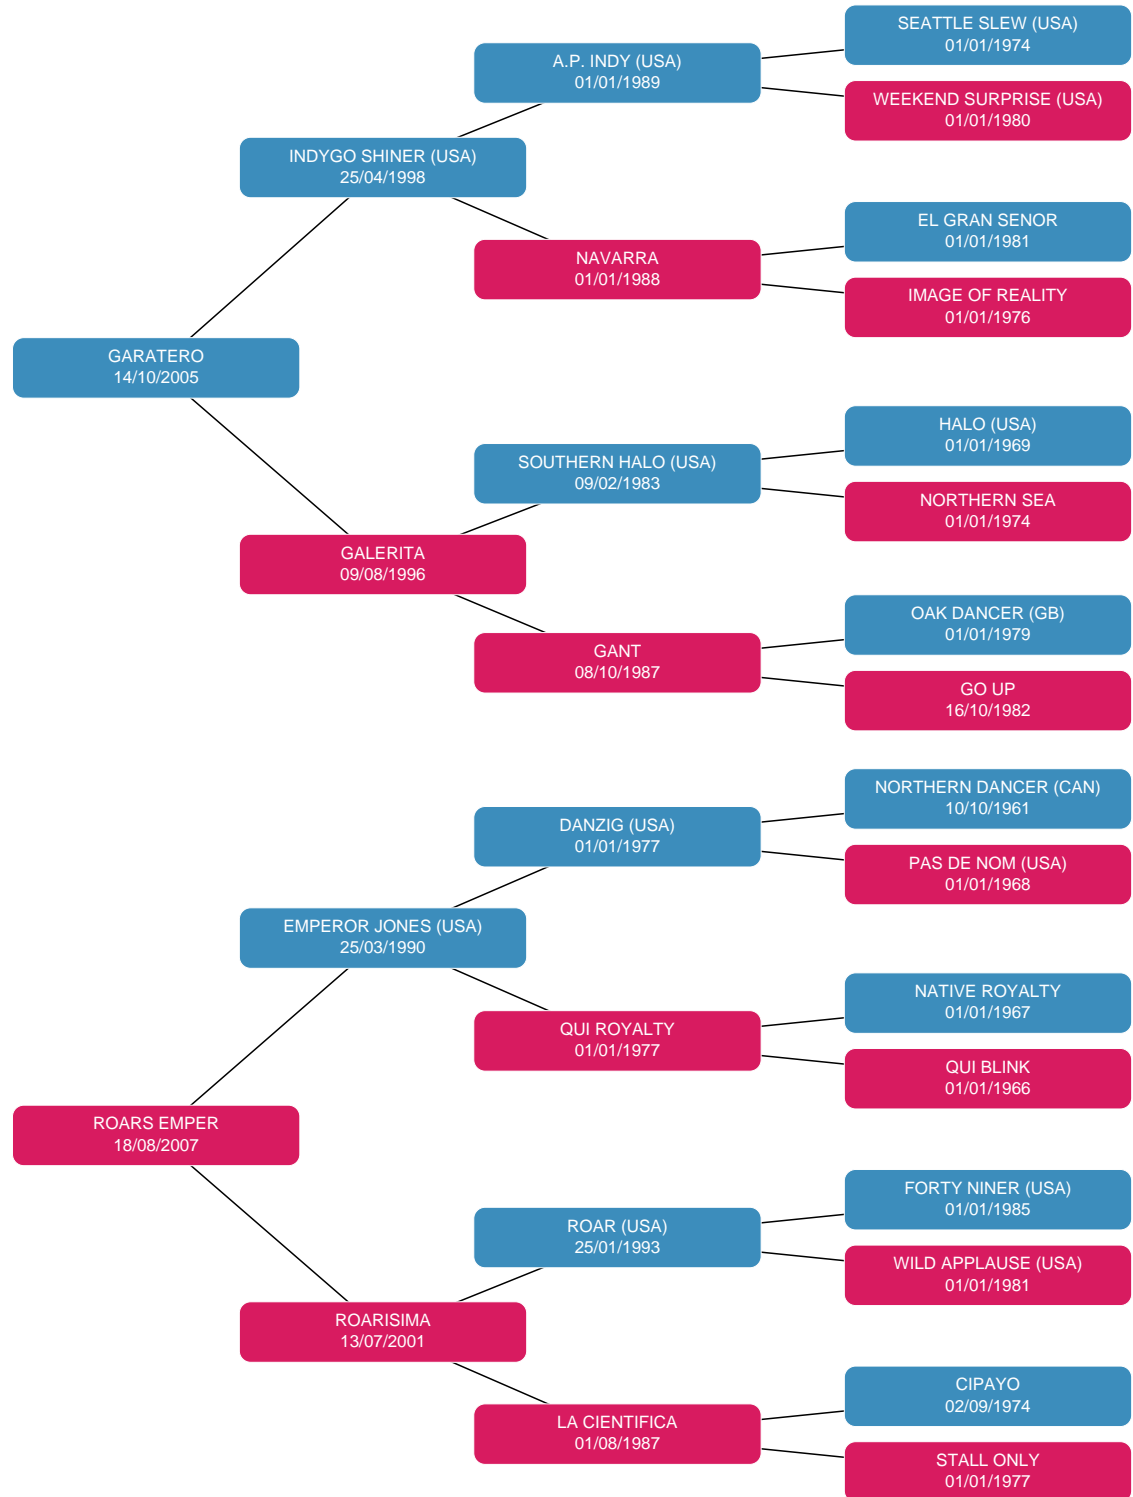 SEATTLE SLEW (USA)
01/01/1974
A.P. INDY (USA)
01/01/1989
WEEKEND SURPRISE (USA)
01/01/1980
INDYGO SHINER (USA)
25/04/1998
EL GRAN SENOR
01/01/1981
NAVARRA
01/01/1988
IMAGE OF REALITY
01/01/1976
GARATERO
14/10/2005
HALO (USA)
01/01/1969
SOUTHERN HALO (USA)
09/02/1983
NORTHERN SEA
01/01/1974
GALERITA
09/08/1996
OAK DANCER (GB)
01/01/1979
GANT
08/10/1987
GO UP
16/10/1982
NORTHERN DANCER (CAN)
10/10/1961
DANZIG (USA)
01/01/1977
PAS DE NOM (USA)
01/01/1968
EMPEROR JONES (USA)
25/03/1990
NATIVE ROYALTY
01/01/1967
QUI ROYALTY
01/01/1977
QUI BLINK
01/01/1966
ROARS EMPER
18/08/2007
FORTY NINER (USA)
01/01/1985
ROAR (USA)
25/01/1993
WILD APPLAUSE (USA)
01/01/1981
ROARISIMA
13/07/2001
CIPAYO
02/09/1974
LA CIENTIFICA
01/08/1987
STALL ONLY
01/01/1977